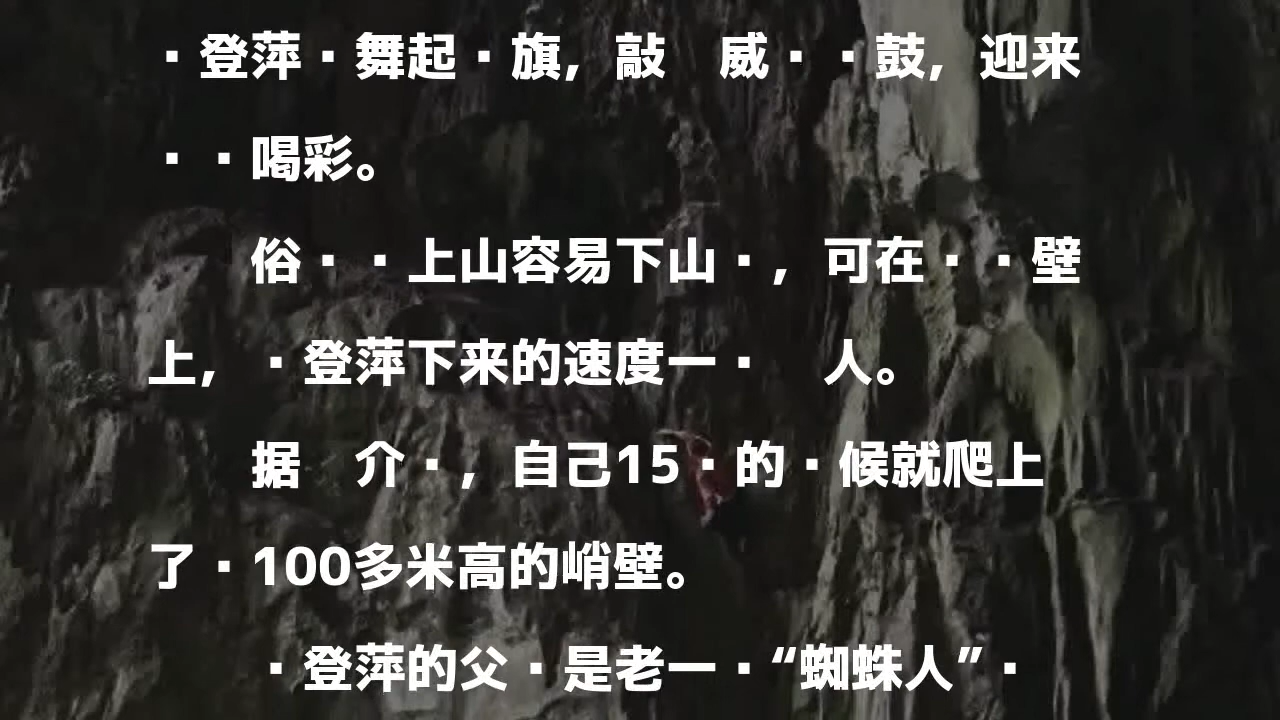 ·登萍·舞起·旗，敲　威··鼓，迎来
··喝彩。
俗··上山容易下山·，可在··壁
上，·登萍下来的速度一·　人。
据　介·，自己15·的·候就爬上
了·100多米高的峭壁。
·登萍的父·是老一·“蜘蛛人”·